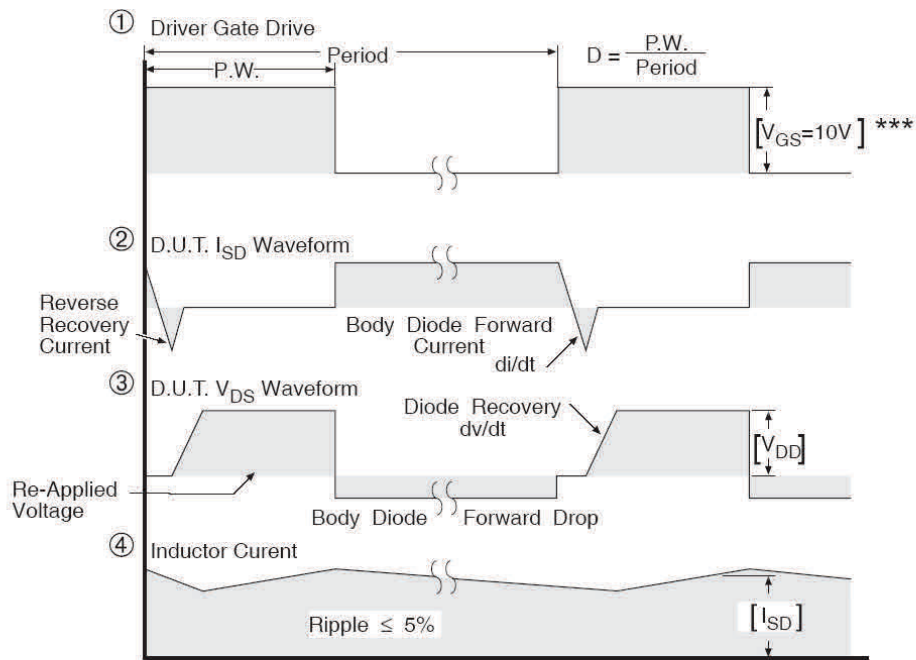 ① Driver Gate Drive
Period
P.W.
D = P.W.
Period
[VGS=10V] ***
② D.U.T. ISD Waveform
Reverse
Recovery
Current
Body Diode Forward
Current
di/dt
③ D.U.T. VDS Waveform
Diode Recovery
dv/dt
[VDD]
Re-Applied
Voltage
Body Diode Forward Drop
④ Inductor Curent
Ripple ≤ 5%
[ISD]